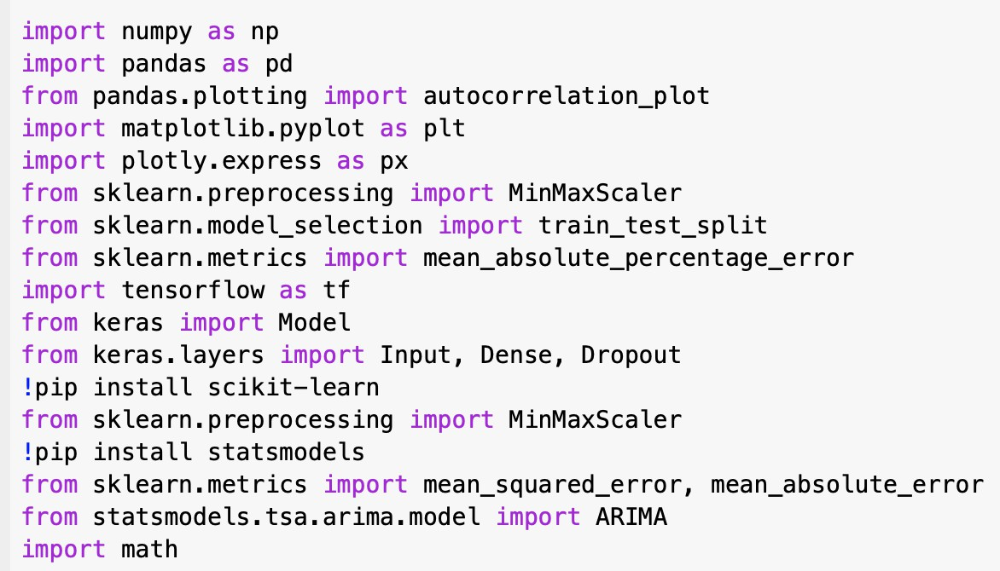 import numpy as np
import pandas as pd
from pandas.plotting import autocorrelation_plot
import matplotlib.pyplot as plt
import plotly.express as px
from sklearn.preprocessing import MinMaxScaler
from sklearn.model_selection import train_test_split
from sklearn.metrics import mean_absolute_percentage_error
import tensorflow as tf
from keras import Model
from keras.layers import Input, Dense, Dropout
!pip install scikit-learn
from sklearn.preprocessing import MinMaxScaler
!pip install statsmodels
from sklearn.metrics import mean_squared_error, mean_absolute_error
from statsmodels.tsa.arima.model import ARIMA
import math